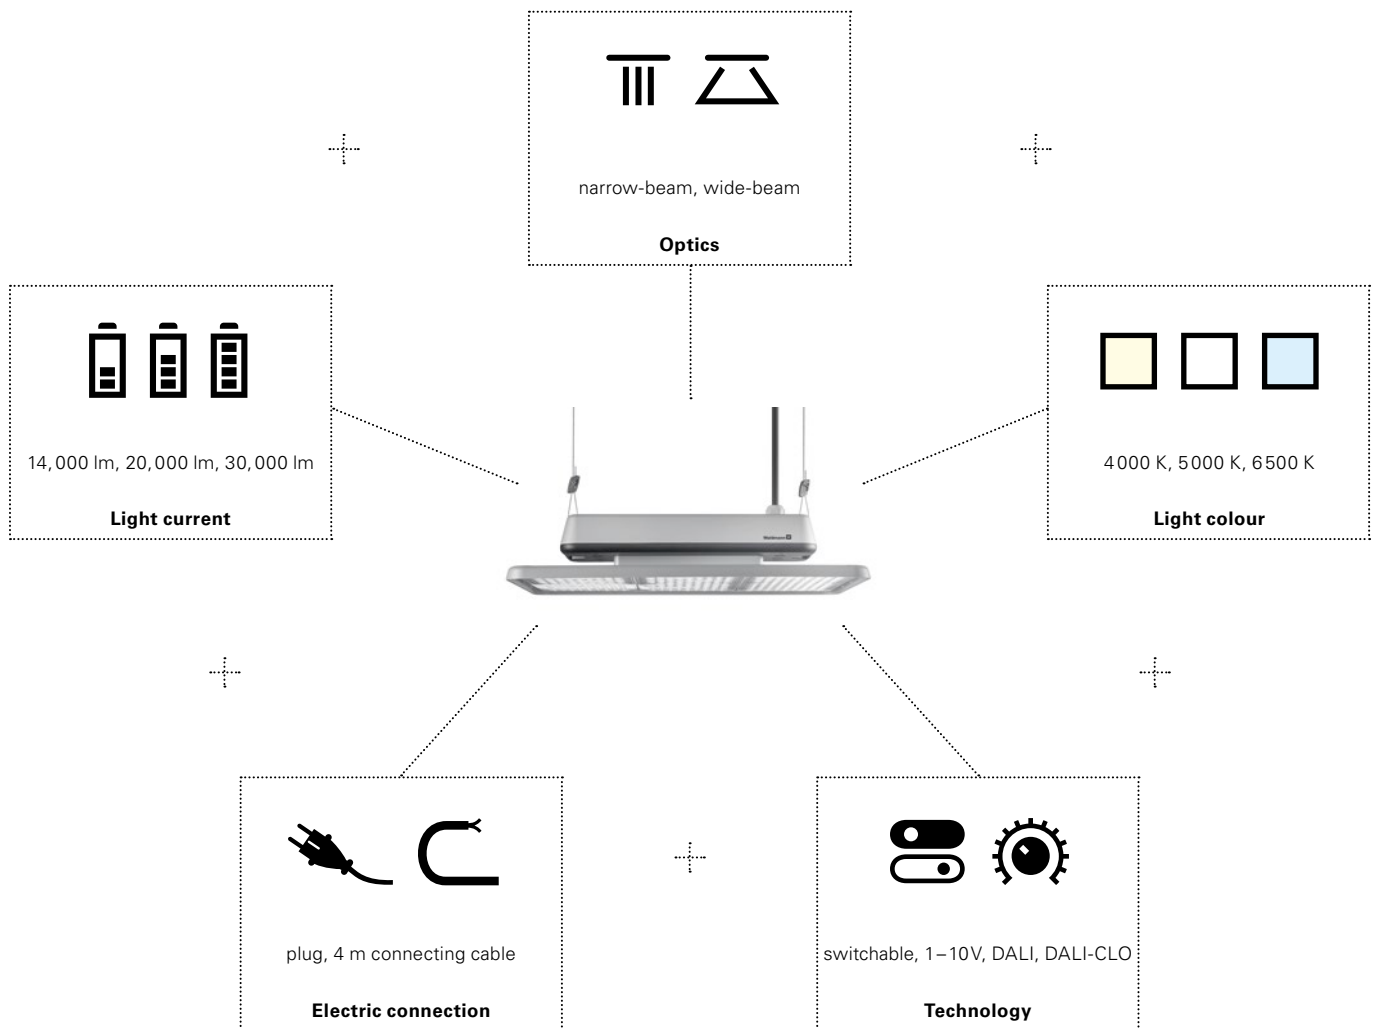 narrow-beam, wide-beam
Optics
14,000 lm, 20,000 lm, 30,000 lm
Light current
4000 K, 5000 K, 6500 K
Light colour
Waldmann
plug, 4 m connecting cable
Electric connection
switchable, 1–10V, DALI, DALI-CLO
Technology